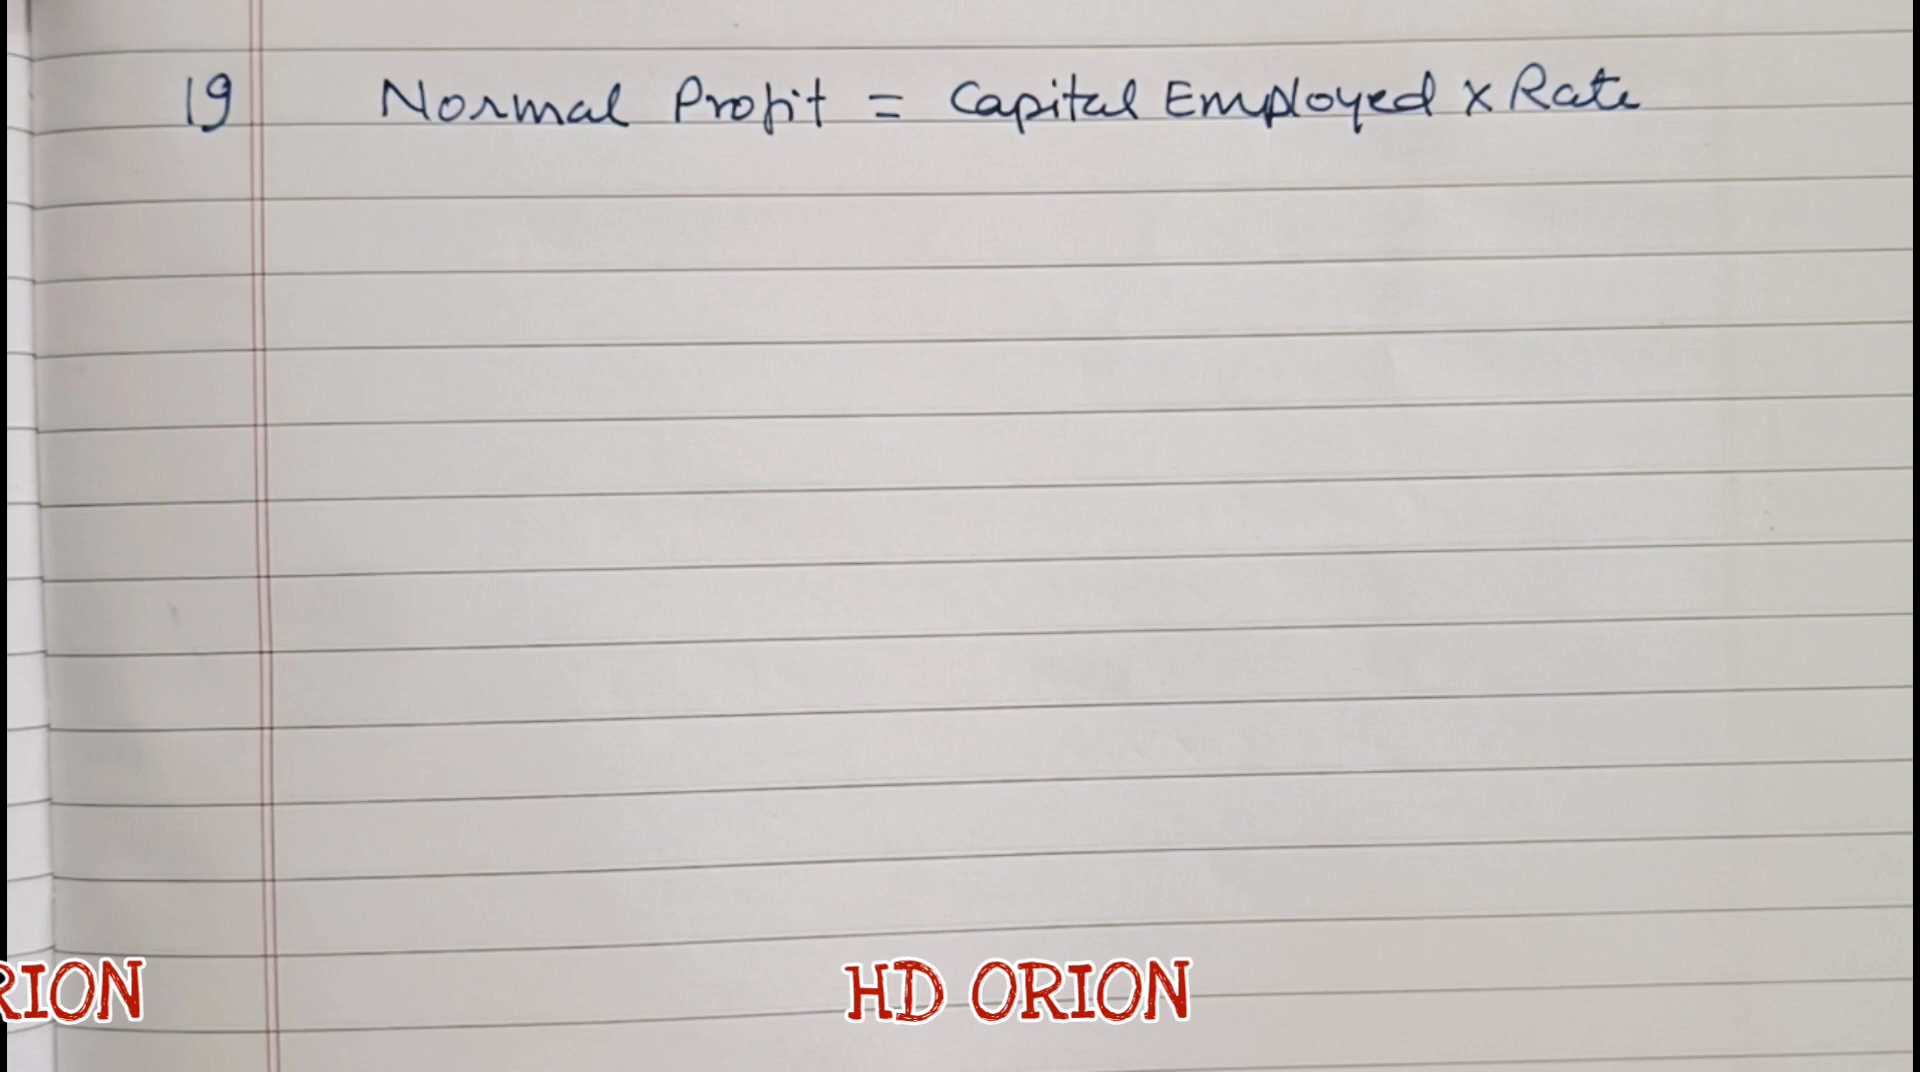 19 Normal Profit = Capital Employed x Rate
RION HD ORION